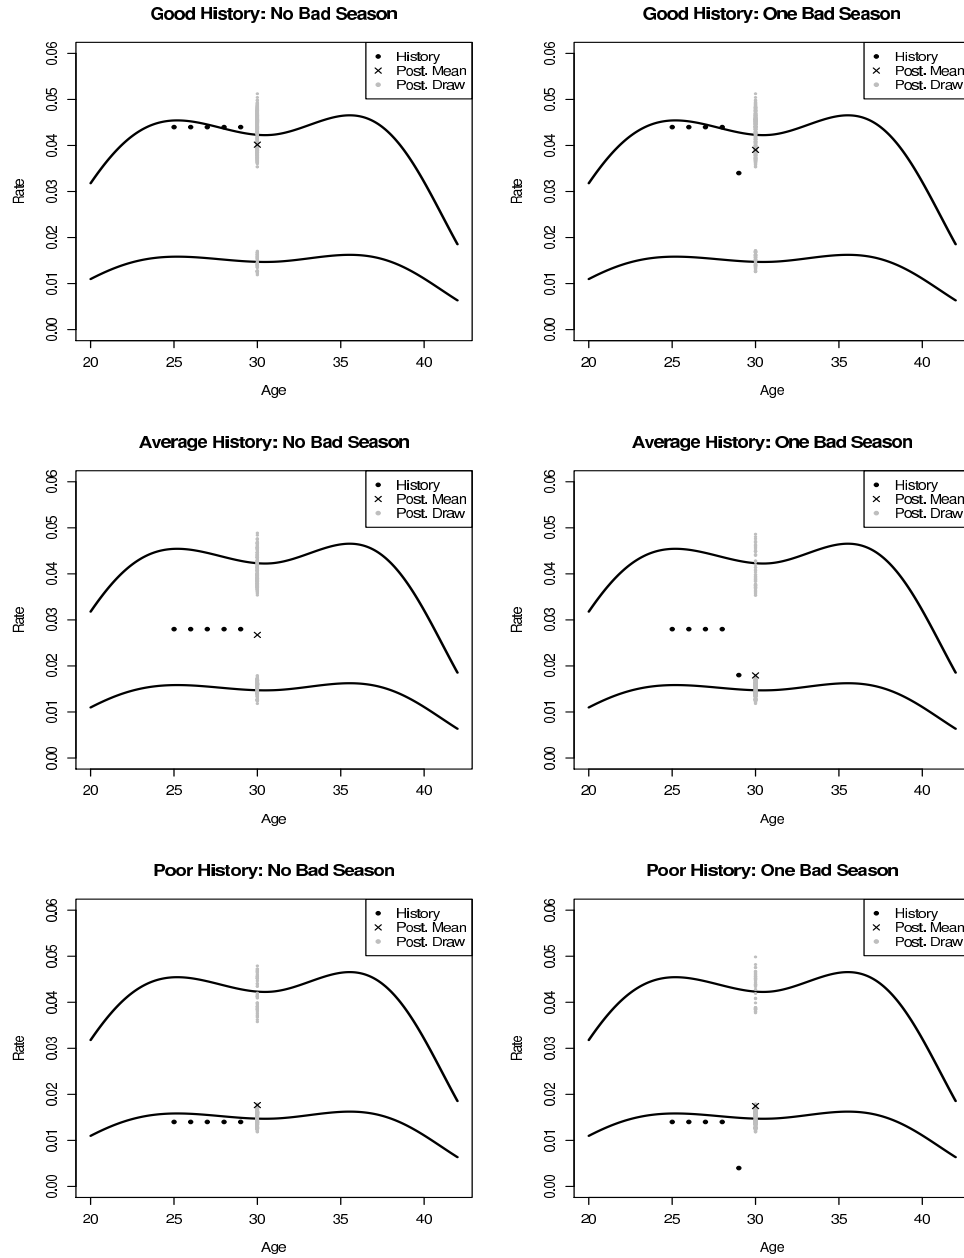 Good History: No Bad Season
History
Post. Mean
Post. Draw
Rate
0.00 0.01 0.02 0.03 0.04 0.05 0.06
20 25 30 35 40
Age
Good History: One Bad Season
History
Post. Mean
Post. Draw
Rate
0.00 0.01 0.02 0.03 0.04 0.05 0.06
20 25 30 35 40
Age
Average History: No Bad Season
History
Post. Mean
Post. Draw
Rate
0.00 0.01 0.02 0.03 0.04 0.05 0.06
20 25 30 35 40
Age
Average History: One Bad Season
History
Post. Mean
Post. Draw
Rate
0.00 0.01 0.02 0.03 0.04 0.05 0.06
20 25 30 35 40
Age
Poor History: No Bad Season
History
Post. Mean
Post. Draw
Rate
0.00 0.01 0.02 0.03 0.04 0.05 0.06
20 25 30 35 40
Age
Poor History: One Bad Season
History
Post. Mean
Post. Draw
Rate
0.00 0.01 0.02 0.03 0.04 0.05 0.06
20 25 30 35 40
Age